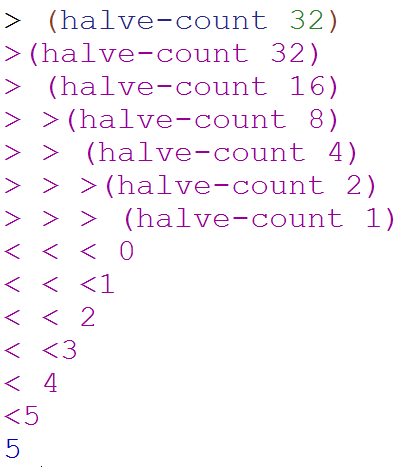 > (halve-count 32)
>(halve-count 32)
> (halve-count 16)
> >(halve-count 8)
> > (halve-count 4)
> > >(halve-count 2)
> > > (halve-count 1)
< < < 0
< < <1
< < 2
< <3
< 4
<5
5